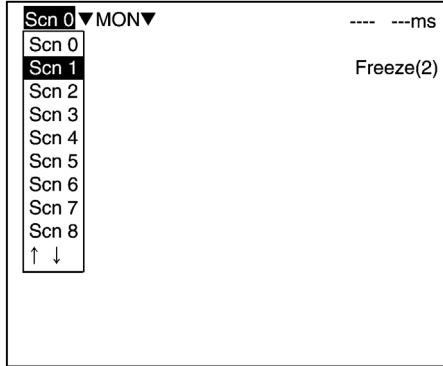 Scn 0▼MON▼ ---- ---ms
Scn 0
Scn 1 Freeze(2)
Scn 2
Scn 3
Scn 4
Scn 5
Scn 6
Scn 7
Scn 8
↑ ↓